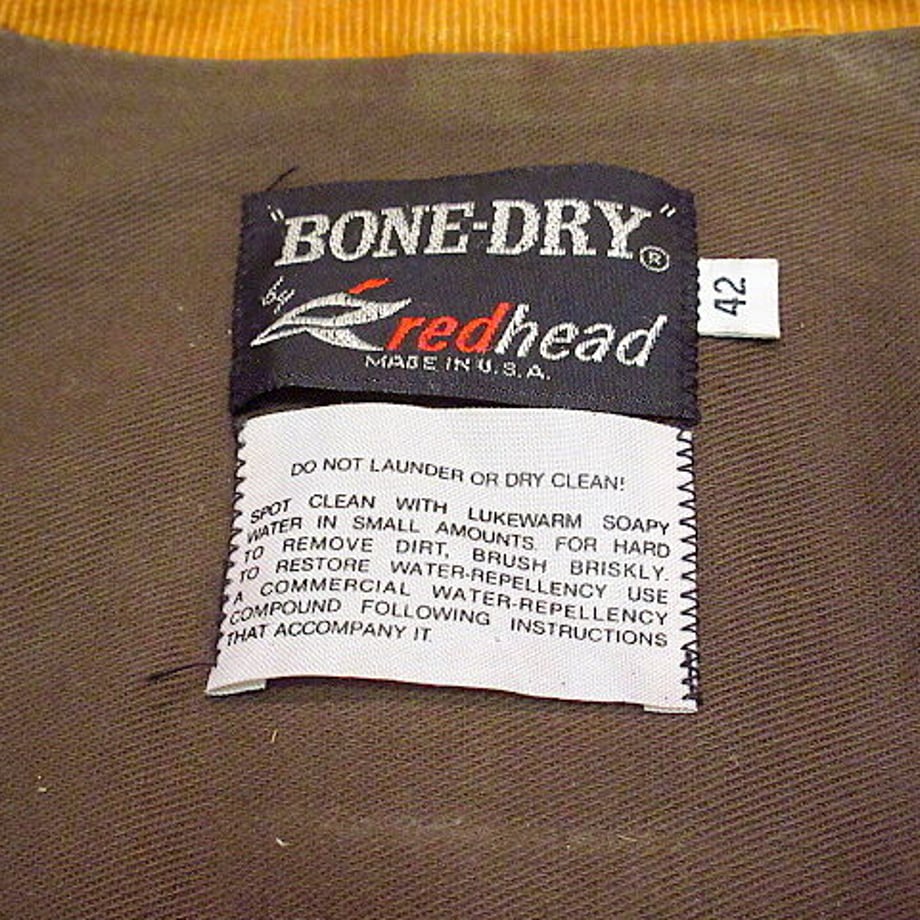 "BONE-DRY"®
42
by redhead
MADE IN U.S.A.
DO NOT LAUNDER OR DRY CLEAN!
SPOT CLEAN WITH LUKEWARM SOAPY
WATER IN SMALL AMOUNTS. FOR HARD
TO REMOVE DIRT, BRUSH BRISKLY.
TO RESTORE WATER-REPELLENCY USE
A COMMERCIAL WATER-REPELLENCY
COMPOUND FOLLOWING INSTRUCTIONS
THAT ACCOMPANY IT.